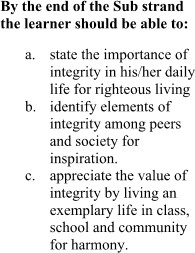 By the end of the Sub strand
the learner should be able to:
a. state the importance of
integrity in his/her daily
life for righteous living
b. identify elements of
integrity among peers
and society for
inspiration.
c. appreciate the value of
integrity by living an
exemplary life in class,
school and community
for harmony.